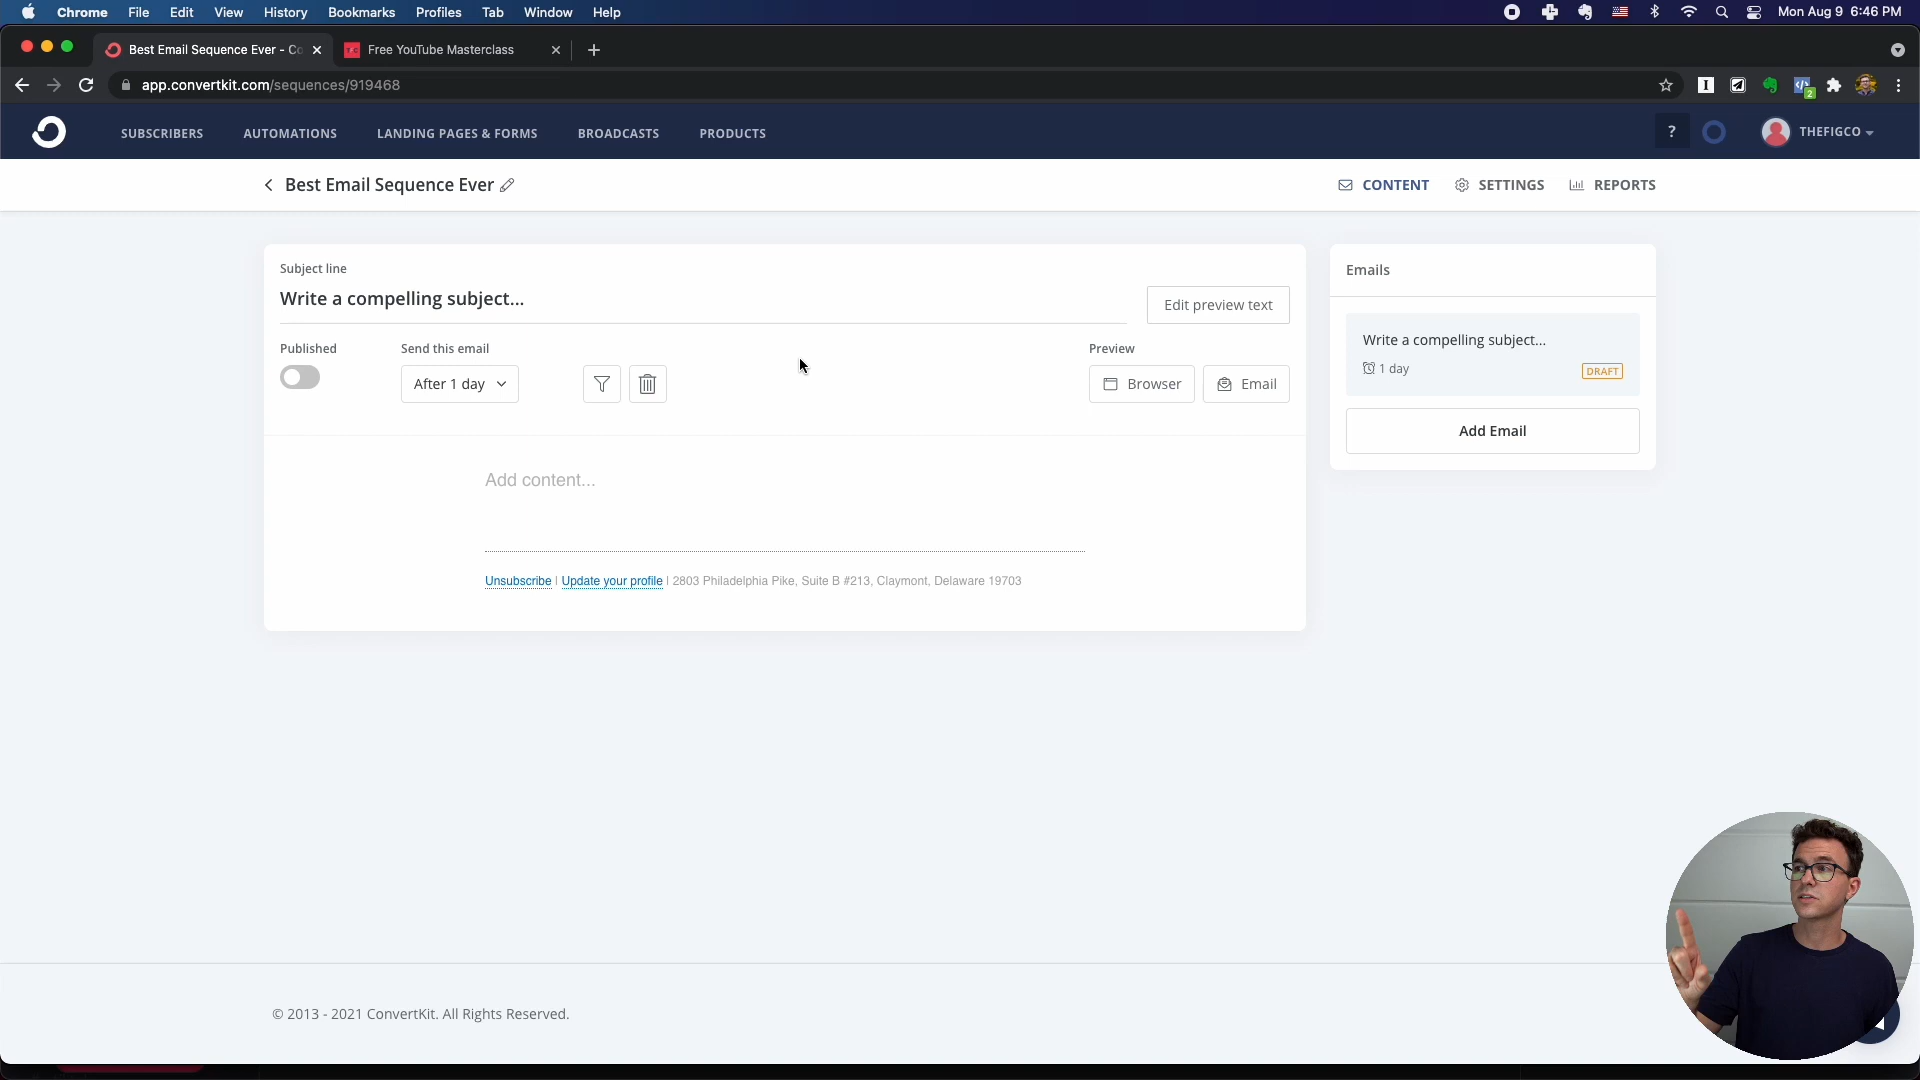 Chrome File Edit View History Bookmarks Profiles Tab Window Help Mon Aug 9 6:46 PM
Best Email Sequence Ever - Co Free YouTube Masterclass
app.convertkit.com/sequences/919468
2
SUBSCRIBERS AUTOMATIONS LANDING PAGES & FORMS BROADCASTS PRODUCTS ? THEFIGCO
Best Email Sequence Ever CONTENT SETTINGS REPORTS
Subject line
Write a compelling subject...
Edit preview text
Published Send this email Preview
After 1 day Browser Email
Add content...
Unsubscribe | Update your profile | 2803 Philadelphia Pike, Suite B #213, Claymont, Delaware 19703
Emails
Write a compelling subject...
1 day DRAFT
Add Email
© 2013 - 2021 ConvertKit. All Rights Reserved.